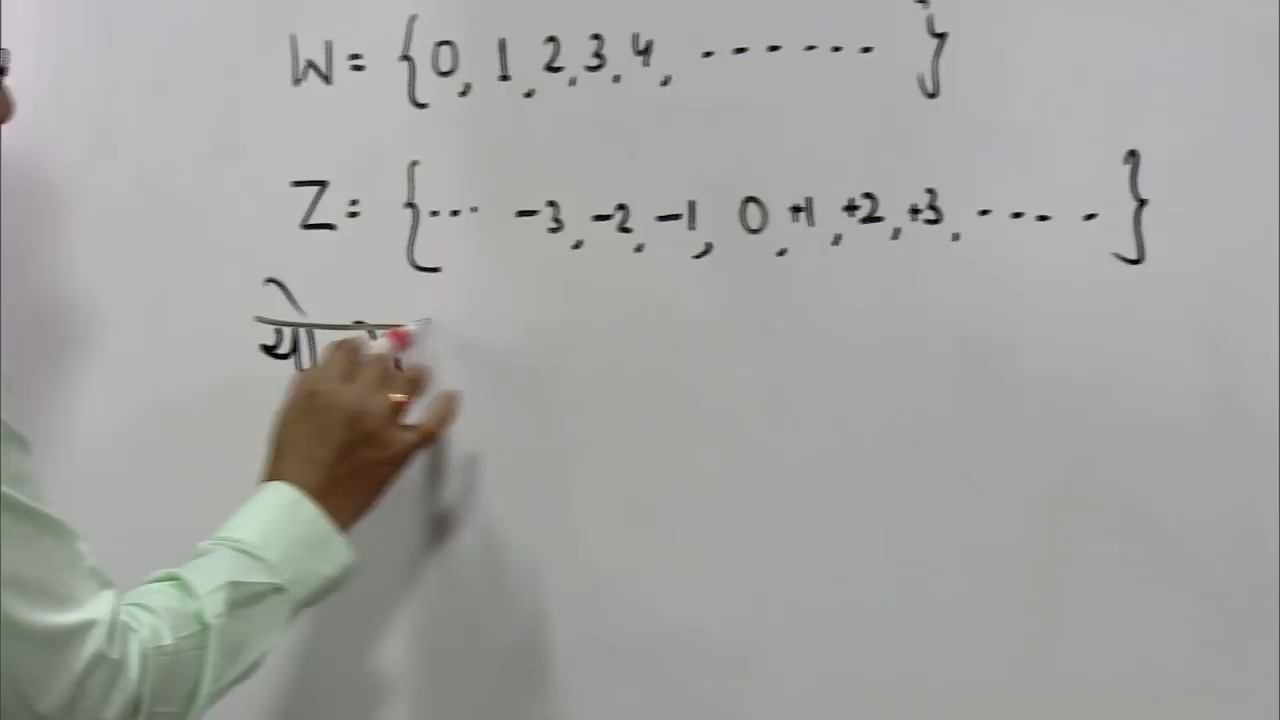 W = {0, 1, 2, 3, 4, ....... }
Z = {... -3, -2, -1, 0, +1, +2, +3, ..... }